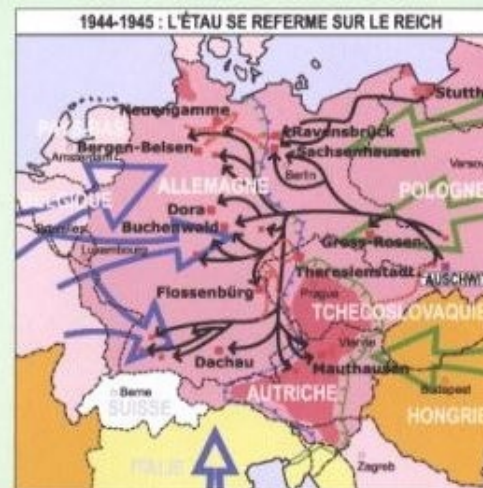 1944-1945 : L'ÉTAU SE REFERME SUR LE REICH
Stutth
Neuengamme
Ravensbrück
Bergen-Belsen
Sachsenhausen
Amsterdam
Berlin
ALLEMAGNE
POLOGNE
Dora
Buchenwald
Gross-Rosen
Luxembourg
Theresienstadt
AUSCHWIT
Flossenbürg
Prague
TCHECOSLOVAQUIE
Vienne
Dachau
Mauthausen
Berne
AUTRICHE
Budapest
SUISSE
HONGRIE
ITALIE
Zagreb